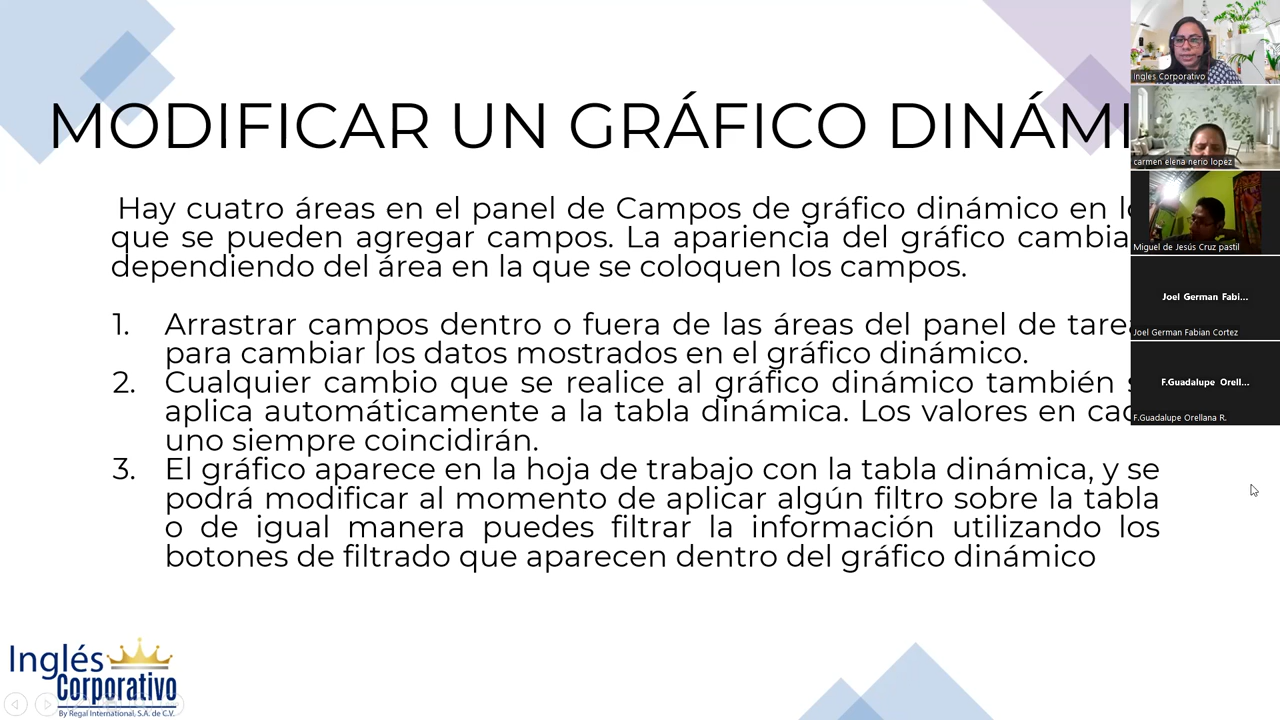 MODIFICAR UN GRÁFICO DINÁMI
Hay cuatro áreas en el panel de Campos de gráfico dinámico en
que se pueden agregar campos. La apariencia del gráfico cambia
dependiendo del área en la que se coloquen los campos.
1. Arrastrar campos dentro o fuera de las áreas del panel de tarea
para cambiar los datos mostrados en el gráfico dinámico.
2. Cualquier cambio que se realice al gráfico dinámico también
aplica automáticamente a la tabla dinámica. Los valores en
uno siempre coincidirán.
3. El gráfico aparece en la hoja de trabajo con la tabla dinámica, y se
podrá modificar al momento de aplicar algún filtro sobre la tabla
o de igual manera puedes filtrar la información utilizando los
botones de filtrado que aparecen dentro del gráfico dinámico
Inglés
Corporativo
By Regal International, S.A. de C.V.
Ingles Corporativo
carmen elena nerio lopez
Miguel de Jesús Cruz pastil
Joel German Fabi...
Joel German Fabian Cortez
F.Guadalupe Orell...
F.Guadalupe Orellana R.